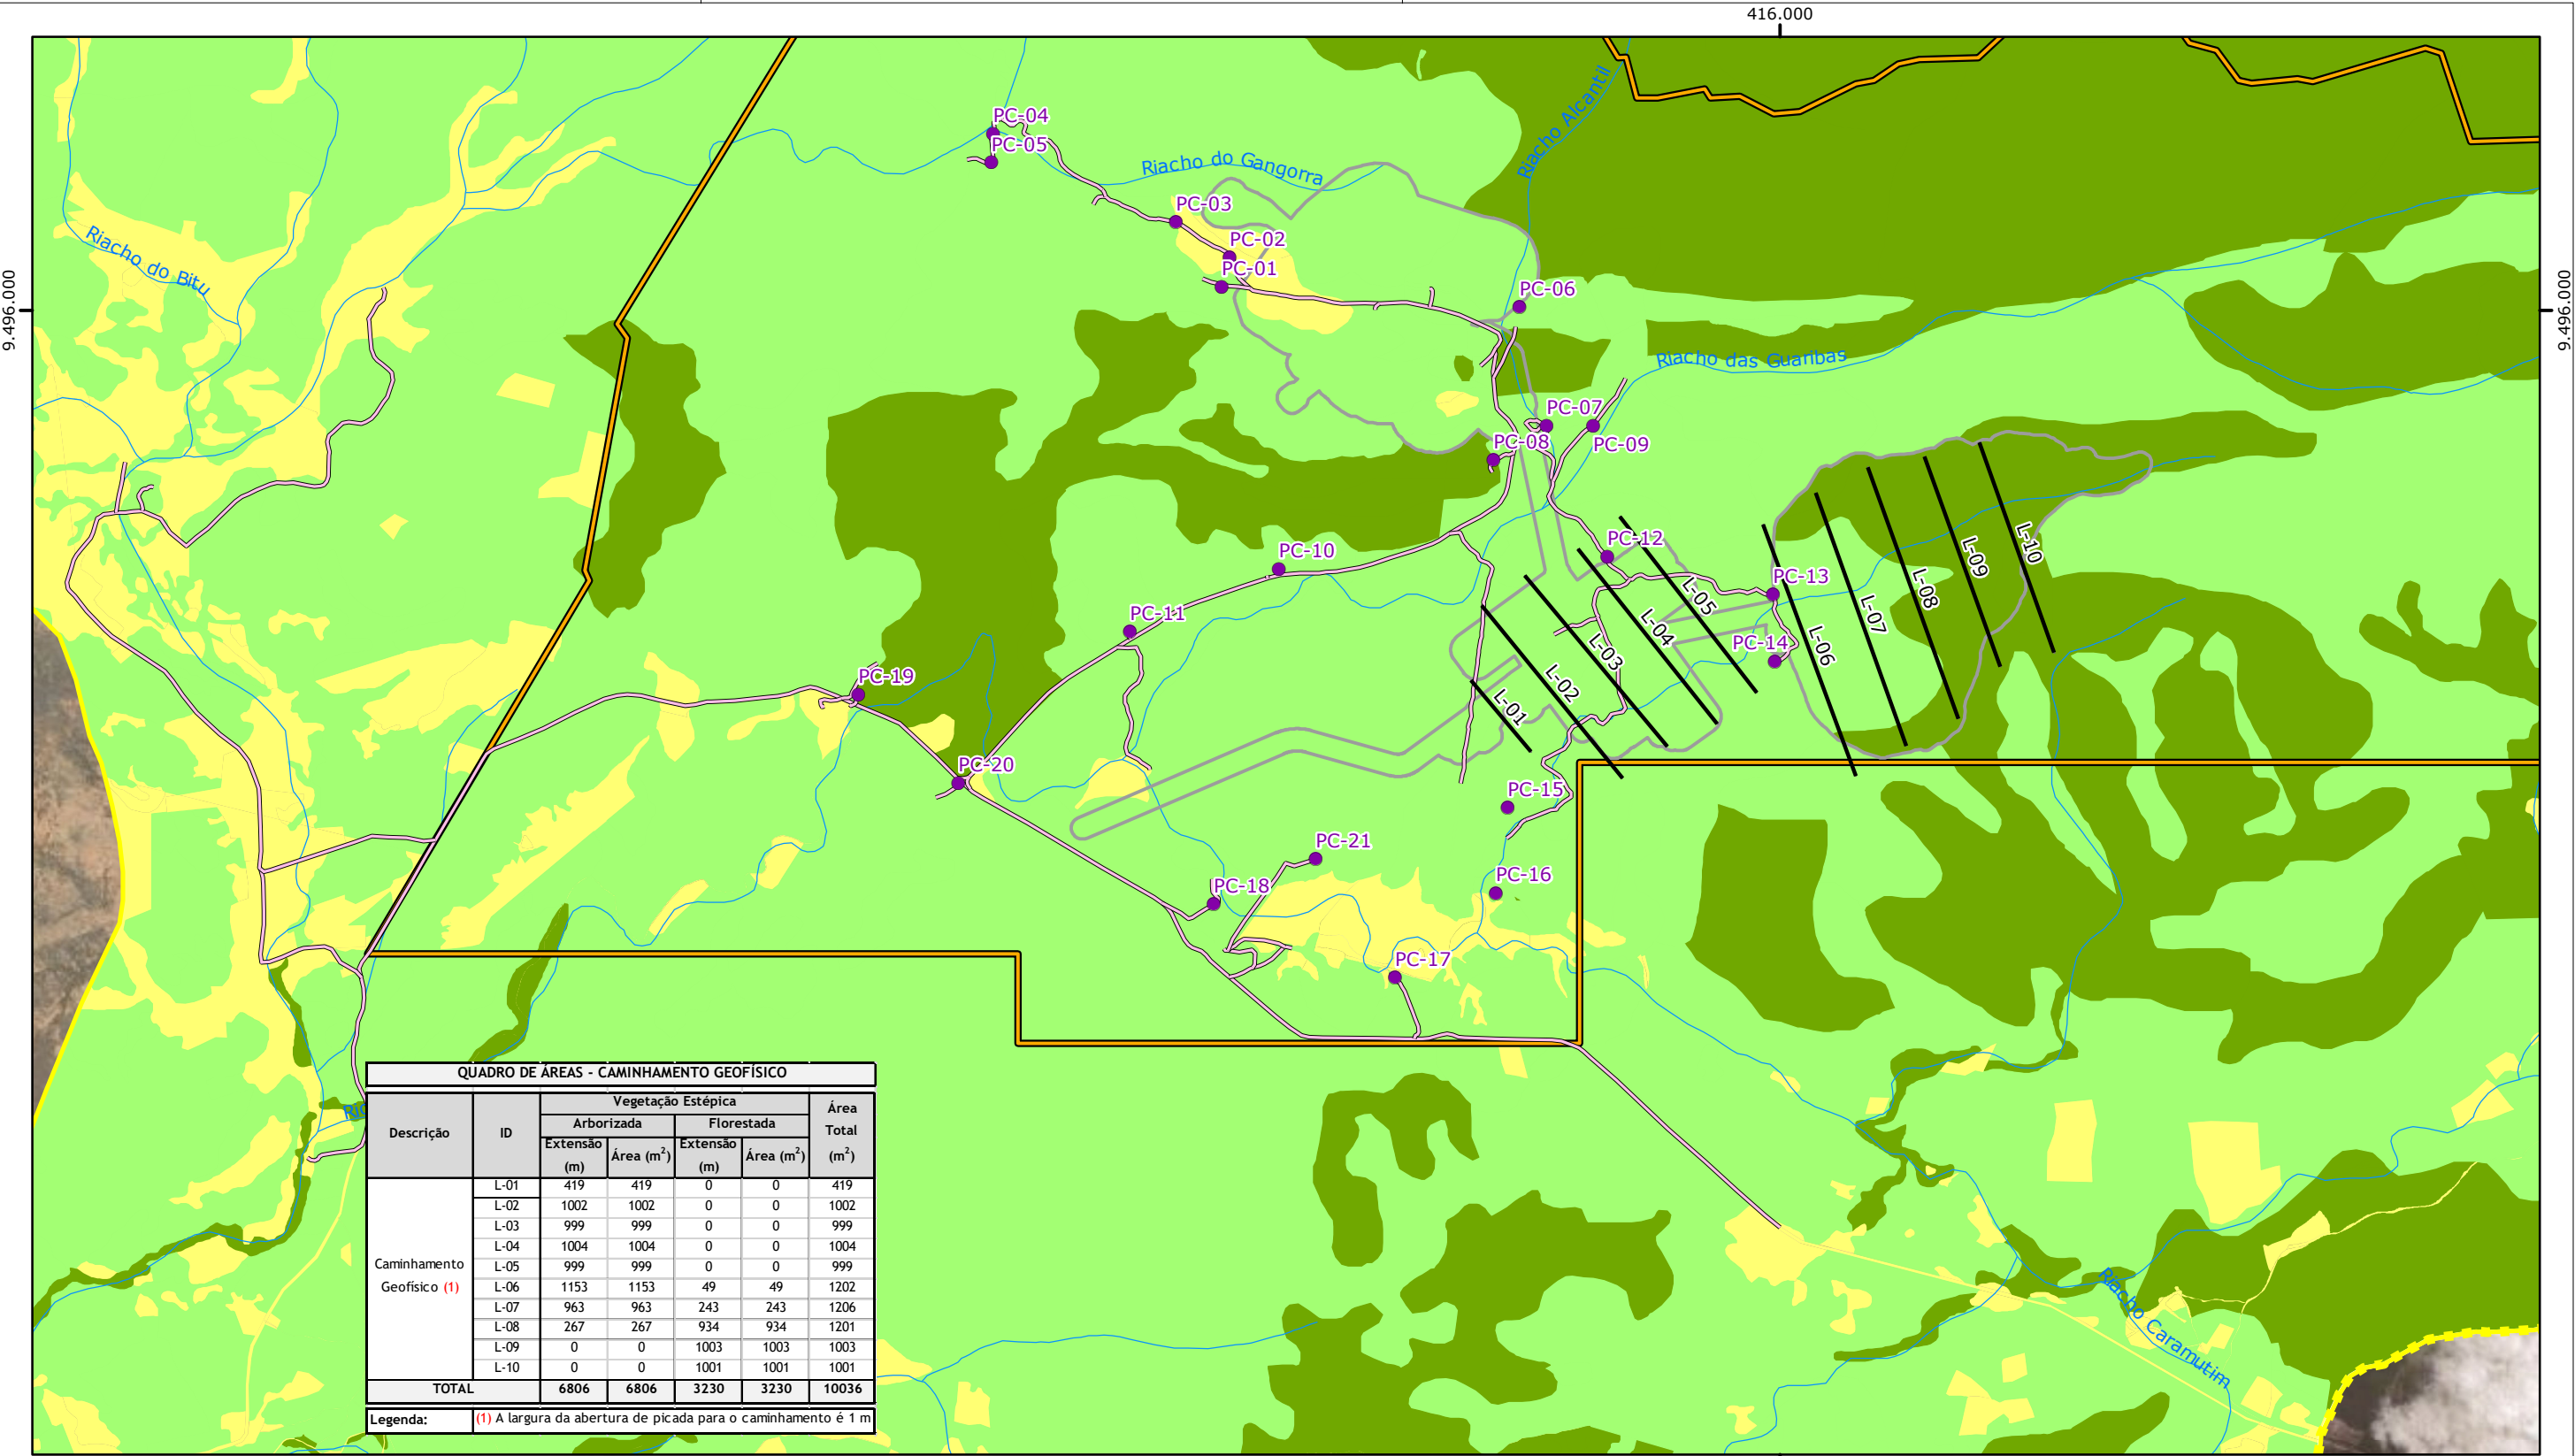 416.000
9.496.000
9.496.000
PC-04
PC-05
Riacho do Gangorra
Riacho Alcantil
PC-03
PC-02
PC-01
PC-06
Riacho do Bitu
Riacho das Guaribas
PC-07
PC-08
PC-09
PC-10
PC-12
PC-11
PC-13
PC-14
L-01
L-02
L-03
L-04
L-05
L-06
L-07
L-08
L-09
L-10
PC-19
PC-20
PC-15
PC-21
PC-18
PC-16
PC-17
Riacho Caramutim
QUADRO DE ÁREAS - CAMINHAMENTO GEOFÍSICO
Descrição ID Vegetação Estépica Área Total (m²)
Arborizada Florestada
Extensão (m) Área (m²) Extensão (m) Área (m²)
Caminhamento Geofísico (1)
L-01 419 419 0 0 419
L-02 1002 1002 0 0 1002
L-03 999 999 0 0 999
L-04 1004 1004 0 0 1004
L-05 999 999 0 0 999
L-06 1153 1153 49 49 1202
L-07 963 963 243 243 1206
L-08 267 267 934 934 1201
L-09 0 0 1003 1003 1003
L-10 0 0 1001 1001 1001
TOTAL 6806 6806 3230 3230 10036
Legenda: (1) A largura da abertura de picada para o caminhamento é 1 m